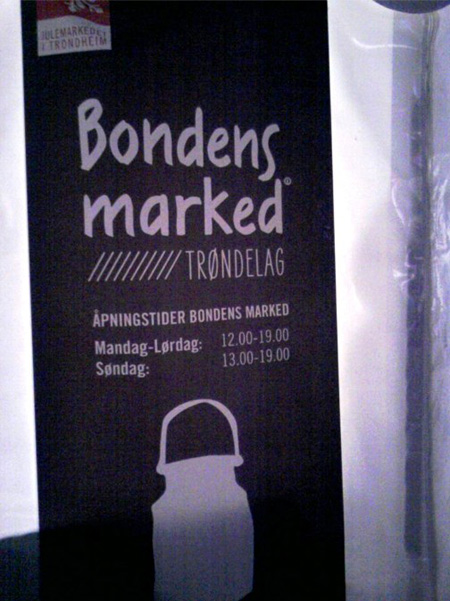 JULEMARKEDET
I TRONDHEIM
Bondens
marked®
////////// TRØNDELAG
ÅPNINGSTIDER BONDENS MARKED
Mandag-Lørdag: 12.00-19.00
Søndag: 13.00-19.00